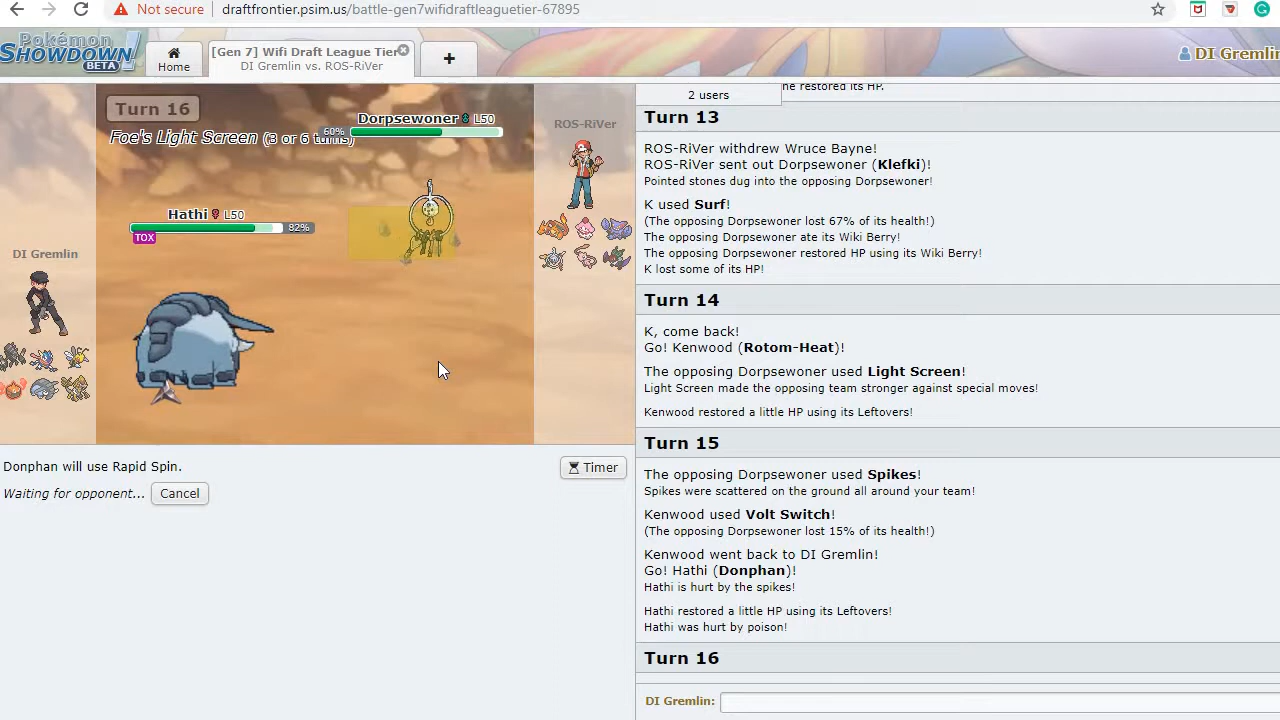 Not secure draftfrontier.psim.us/battle-gen7wifidraftleaguetier-67895
Pokémon
SHOWDOWN!
BETA
Home
[Gen 7] Wifi Draft League Tier
DI Gremlin vs. ROS-RiVer
+
DI Gremlin
Turn 16
Foe's Light Screen (3 or 6 turns)
Dorpsewoner L50
60%
Hathi L50
82%
TOX
DI Gremlin
ROS-RiVer
Donphan will use Rapid Spin.
Waiting for opponent... Cancel
Timer
2 users
restored its HP.
Turn 13
ROS-RiVer withdrew Wruce Bayne!
ROS-RiVer sent out Dorpsewoner (Klefki)!
Pointed stones dug into the opposing Dorpsewoner!
K used Surf!
(The opposing Dorpsewoner lost 67% of its health!)
The opposing Dorpsewoner ate its Wiki Berry!
The opposing Dorpsewoner restored HP using its Wiki Berry!
K lost some of its HP!
Turn 14
K, come back!
Go! Kenwood (Rotom-Heat)!
The opposing Dorpsewoner used Light Screen!
Light Screen made the opposing team stronger against special moves!
Kenwood restored a little HP using its Leftovers!
Turn 15
The opposing Dorpsewoner used Spikes!
Spikes were scattered on the ground all around your team!
Kenwood used Volt Switch!
(The opposing Dorpsewoner lost 15% of its health!)
Kenwood went back to DI Gremlin!
Go! Hathi (Donphan)!
Hathi is hurt by the spikes!
Hathi restored a little HP using its Leftovers!
Hathi was hurt by poison!
Turn 16
DI Gremlin: